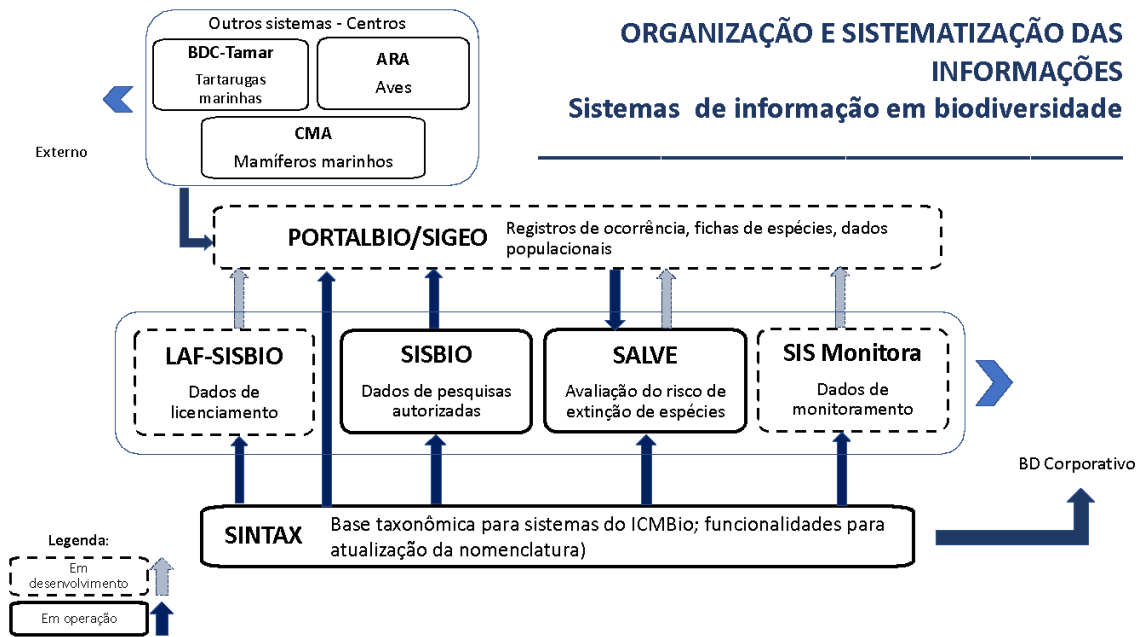 ORGANIZAÇÃO E SISTEMATIZAÇÃO DAS
INFORMAÇÕES
Sistemas de informação em biodiversidade
Outros sistemas - Centros
BDC-Tamar
Tartarugas
marinhas
ARA
Aves
CMA
Mamíferos marinhos
Externo
PORTALBIO/SIGEO
Registros de ocorrência, fichas de espécies, dados
populacionais
LAF-SISBIO
Dados de
licenciamento
SISBIO
Dados de pesquisas
autorizadas
SALVE
Avaliação do risco de
extinção de espécies
SIS Monitora
Dados de
monitoramento
BD Corporativo
SINTAX
Base taxonômica para sistemas do ICMBio; funcionalidades para
atualização da nomenclatura)
Legenda:
Em
desenvolvimento
Em operação